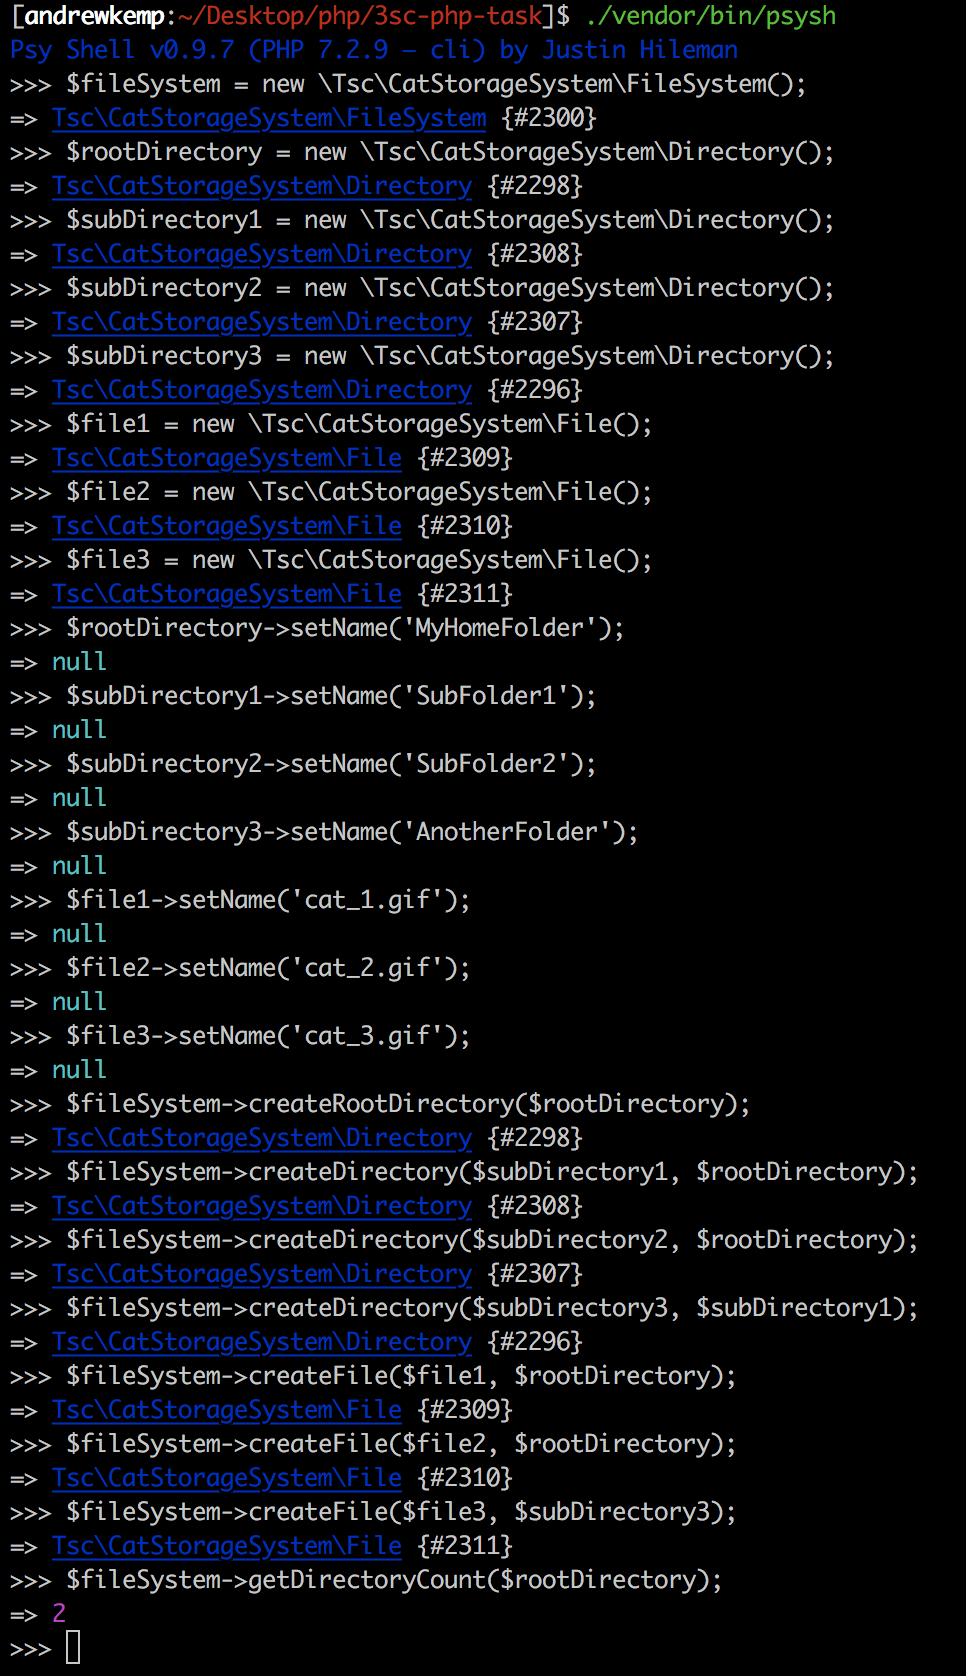 [andrewkemp:~/Desktop/php/3sc-php-task]$ ./vendor/bin/psysh
Psy Shell v0.9.7 (PHP 7.2.9 — cli) by Justin Hileman
>>> $fileSystem = new \Tsc\CatStorageSystem\FileSystem();
=> Tsc\CatStorageSystem\FileSystem {#2300}
>>> $rootDirectory = new \Tsc\CatStorageSystem\Directory();
=> Tsc\CatStorageSystem\Directory {#2298}
>>> $subDirectory1 = new \Tsc\CatStorageSystem\Directory();
=> Tsc\CatStorageSystem\Directory {#2308}
>>> $subDirectory2 = new \Tsc\CatStorageSystem\Directory();
=> Tsc\CatStorageSystem\Directory {#2307}
>>> $subDirectory3 = new \Tsc\CatStorageSystem\Directory();
=> Tsc\CatStorageSystem\Directory {#2296}
>>> $file1 = new \Tsc\CatStorageSystem\File();
=> Tsc\CatStorageSystem\File {#2309}
>>> $file2 = new \Tsc\CatStorageSystem\File();
=> Tsc\CatStorageSystem\File {#2310}
>>> $file3 = new \Tsc\CatStorageSystem\File();
=> Tsc\CatStorageSystem\File {#2311}
>>> $rootDirectory->setName('MyHomeFolder');
=> null
>>> $subDirectory1->setName('SubFolder1');
=> null
>>> $subDirectory2->setName('SubFolder2');
=> null
>>> $subDirectory3->setName('AnotherFolder');
=> null
>>> $file1->setName('cat_1.gif');
=> null
>>> $file2->setName('cat_2.gif');
=> null
>>> $file3->setName('cat_3.gif');
=> null
>>> $fileSystem->createRootDirectory($rootDirectory);
=> Tsc\CatStorageSystem\Directory {#2298}
>>> $fileSystem->createDirectory($subDirectory1, $rootDirectory);
=> Tsc\CatStorageSystem\Directory {#2308}
>>> $fileSystem->createDirectory($subDirectory2, $rootDirectory);
=> Tsc\CatStorageSystem\Directory {#2307}
>>> $fileSystem->createDirectory($subDirectory3, $subDirectory1);
=> Tsc\CatStorageSystem\Directory {#2296}
>>> $fileSystem->createFile($file1, $rootDirectory);
=> Tsc\CatStorageSystem\File {#2309}
>>> $fileSystem->createFile($file2, $rootDirectory);
=> Tsc\CatStorageSystem\File {#2310}
>>> $fileSystem->createFile($file3, $subDirectory3);
=> Tsc\CatStorageSystem\File {#2311}
>>> $fileSystem->getDirectoryCount($rootDirectory);
=> 2
>>>